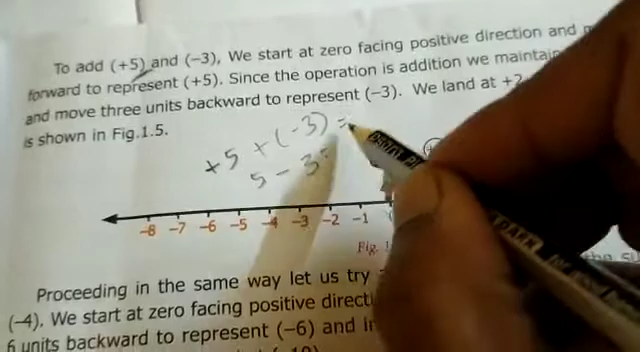 To add (+5) and (−3), We start at zero facing positive direction and
forward to represent (+5). Since the operation is addition we maintain
and move three units backward to represent (−3). We land at +2
is shown in Fig.1.5.
+5 + (-3) =
5 - 3
−8 −7 −6 −5 −4 −3 −2 −1
Fig.
Proceeding in the same way let us try
(−4). We start at zero facing positive
6 units backward to represent (−6) and